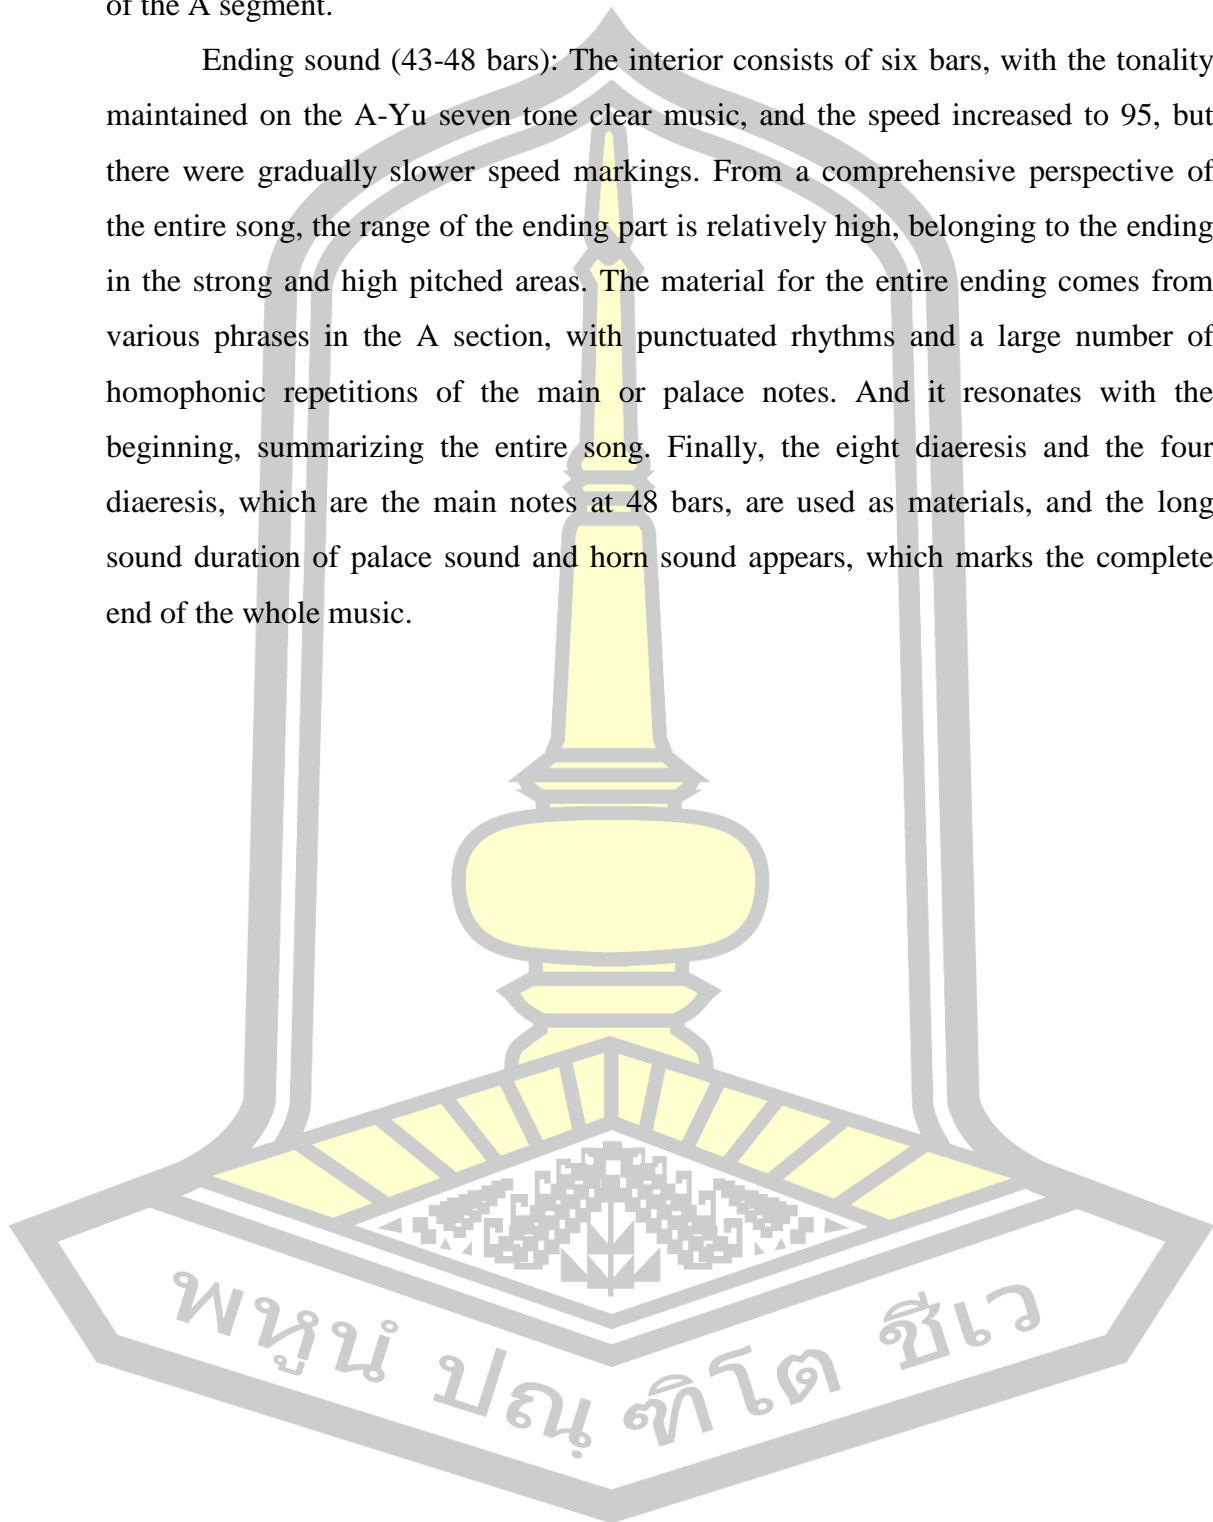 of the A segment.
Ending sound (43-48 bars): The interior consists of six bars, with the tonality
maintained on the A-Yu seven tone clear music, and the speed increased to 95, but
there were gradually slower speed markings. From a comprehensive perspective of
the entire song, the range of the ending part is relatively high, belonging to the ending
in the strong and high pitched areas. The material for the entire ending comes from
various phrases in the A section, with punctuated rhythms and a large number of
homophonic repetitions of the main or palace notes. And it resonates with the
beginning, summarizing the entire song. Finally, the eight diaeresis and the four
diaeresis, which are the main notes at 48 bars, are used as materials, and the long
sound duration of palace sound and horn sound appears, which marks the complete
end of the whole music.
พหูนํ ปณฺ ฑิโต ชีเว